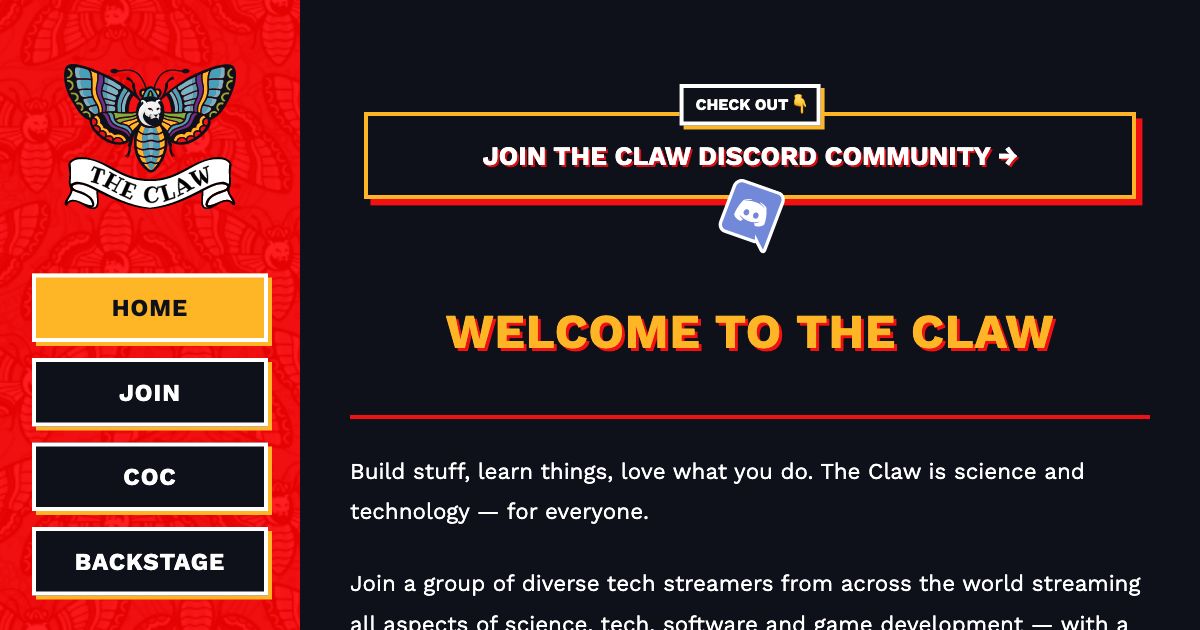 THE CLAW
HOME
JOIN
COC
BACKSTAGE
CHECK OUT👇
JOIN THE CLAW DISCORD COMMUNITY →
WELCOME TO THE CLAW
Build stuff, learn things, love what you do. The Claw is science and
technology — for everyone.
Join a group of diverse tech streamers from across the world streaming
all aspects of science, tech, software and game development — with a